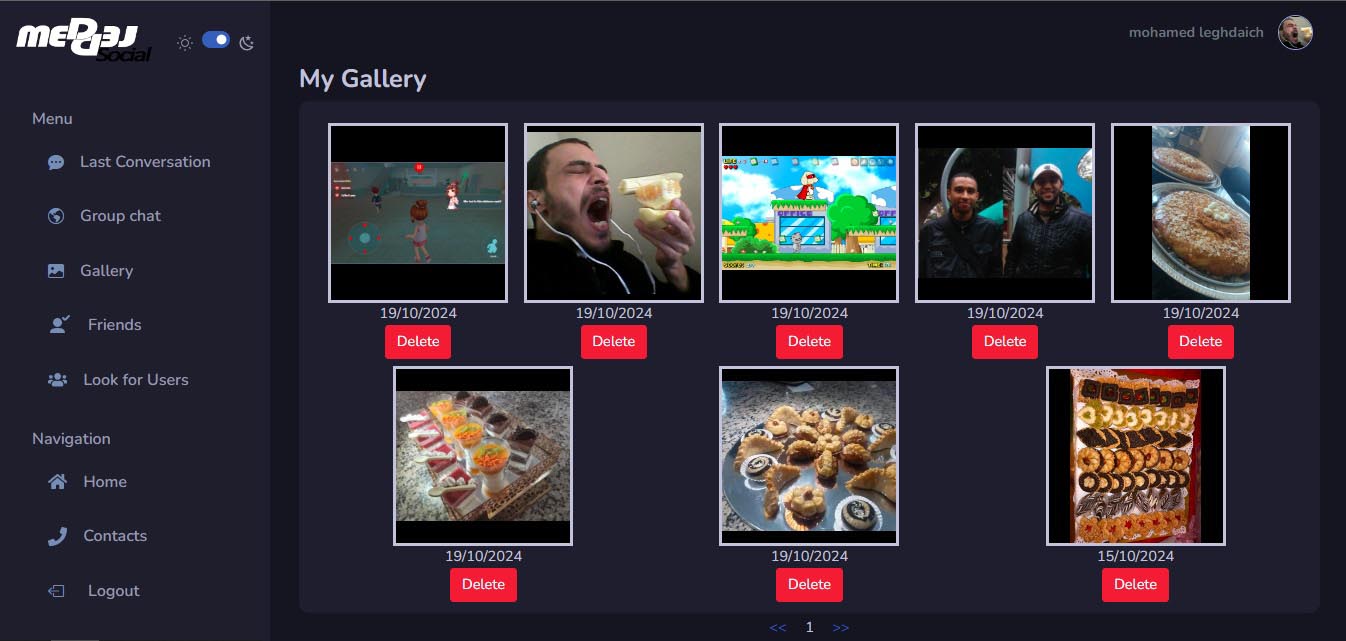 MEDDEJ
Social
mohamed leghdaich
My Gallery
Menu
Last Conversation
Group chat
Gallery
Friends
Look for Users
Navigation
Home
Contacts
Logout
OFFICE
19/10/2024
19/10/2024
19/10/2024
19/10/2024
19/10/2024
Delete
Delete
Delete
Delete
Delete
19/10/2024
19/10/2024
15/10/2024
Delete
Delete
Delete
<< 1 >>